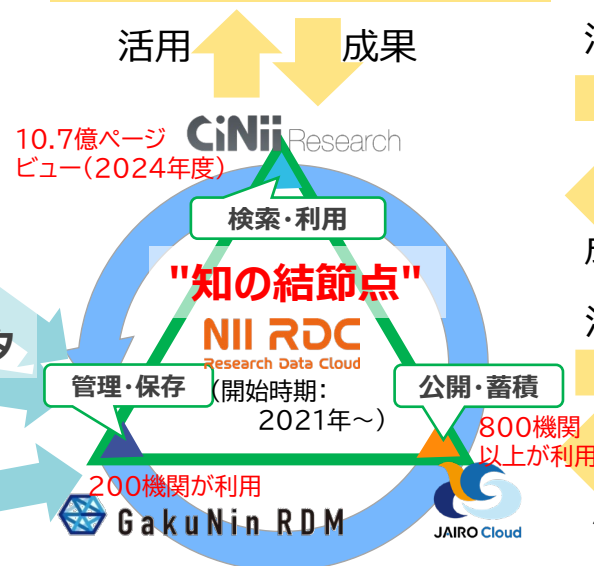 活用
成果
CiNii Research
10.7億ページ
ビュー(2024年度)
検索・利用
"知の結節点"
NII RDC
Research Data Cloud
管理・保存
(開始時期:
2021年～)
公開・蓄積
800機関
以上が利用
200機関が利用
GakuNin RDM
JAIRO Cloud